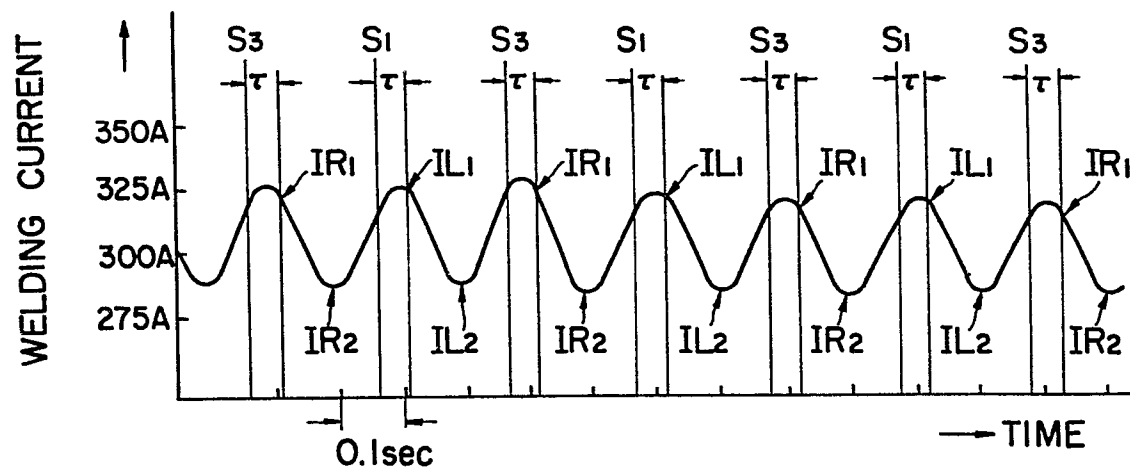 S3 S1 S3 S1 S3 S1 S3
τ τ τ τ τ τ τ
WELDING CURRENT
350A
325A
300A
275A
IR1 IL1 IR1 IL1 IR1 IL1 IR1
IR2 IL2 IR2 IL2 IR2 IL2 IR2
0.1sec
TIME